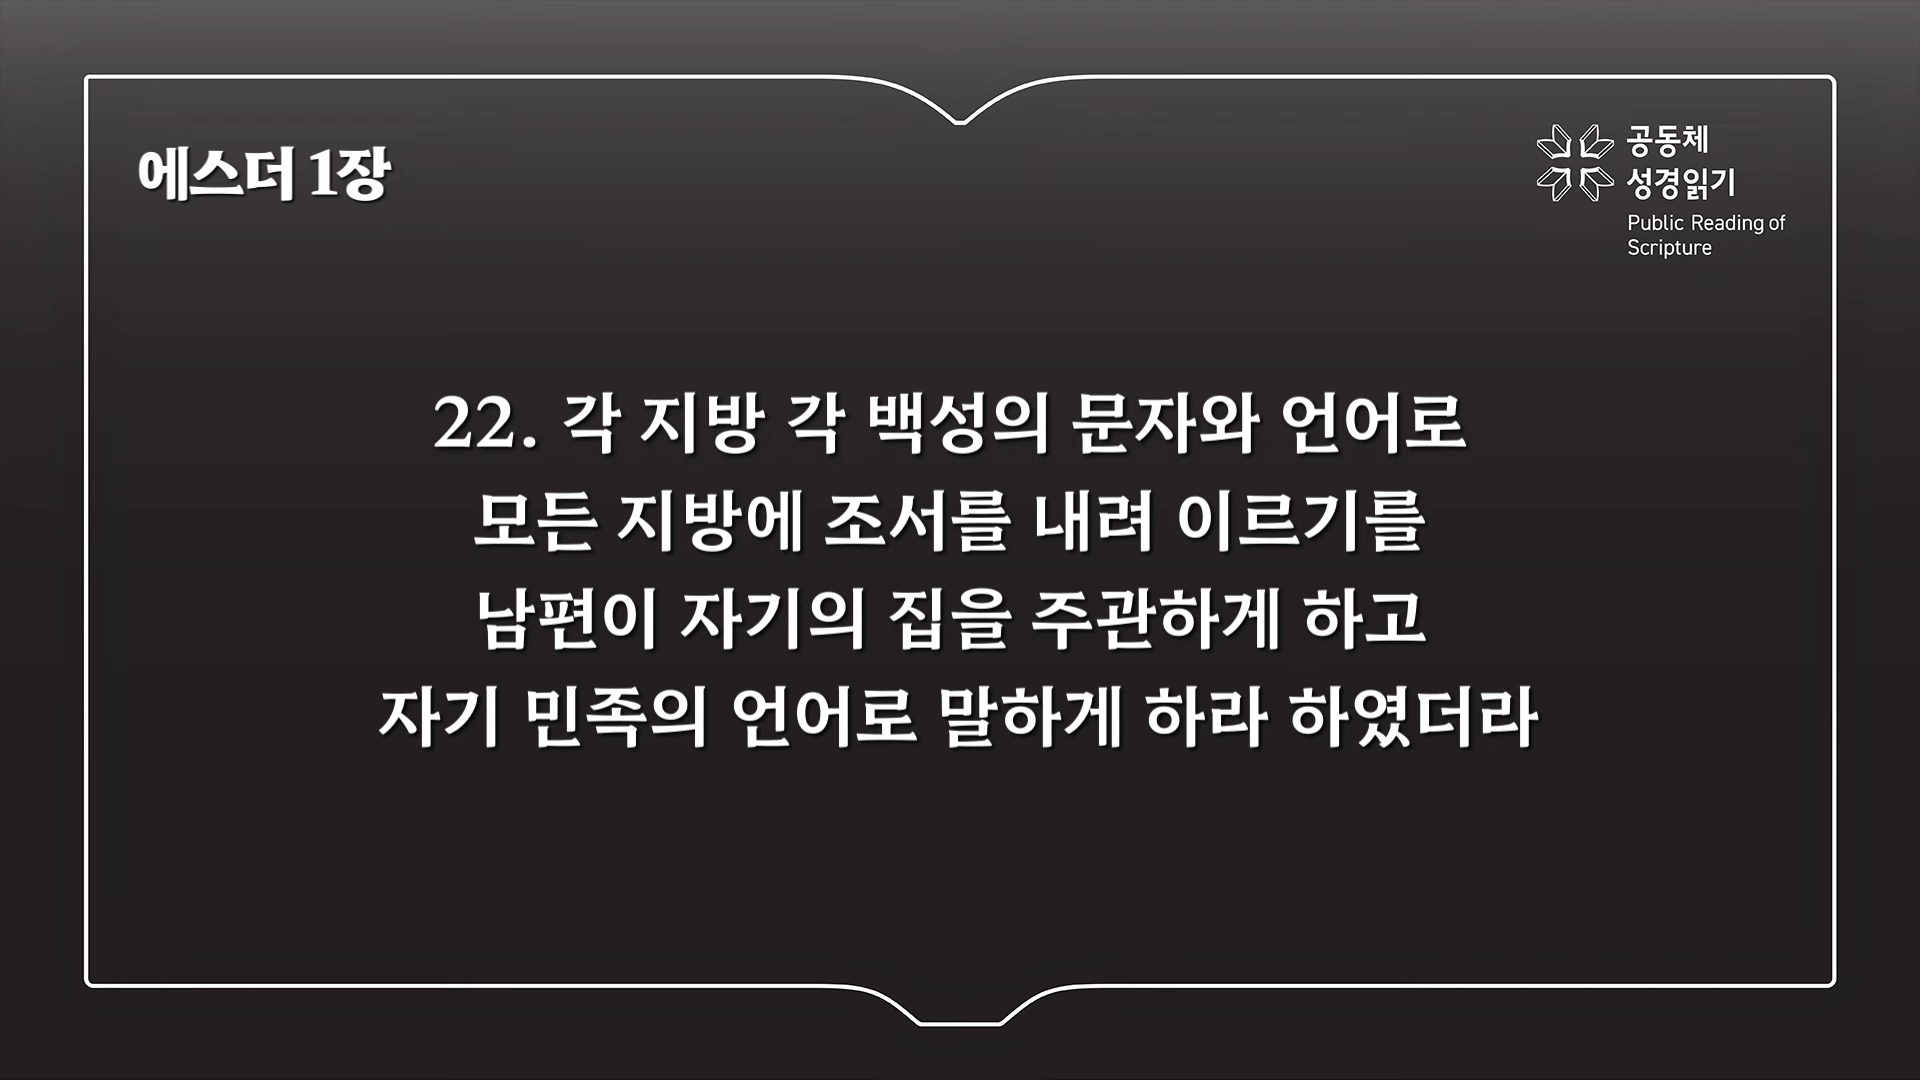 에스더 1장
공동체
성경읽기
Public Reading of
Scripture
22. 각 지방 각 백성의 문자와 언어로
모든 지방에 조서를 내려 이르기를
남편이 자기의 집을 주관하게 하고
자기 민족의 언어로 말하게 하라 하였더라